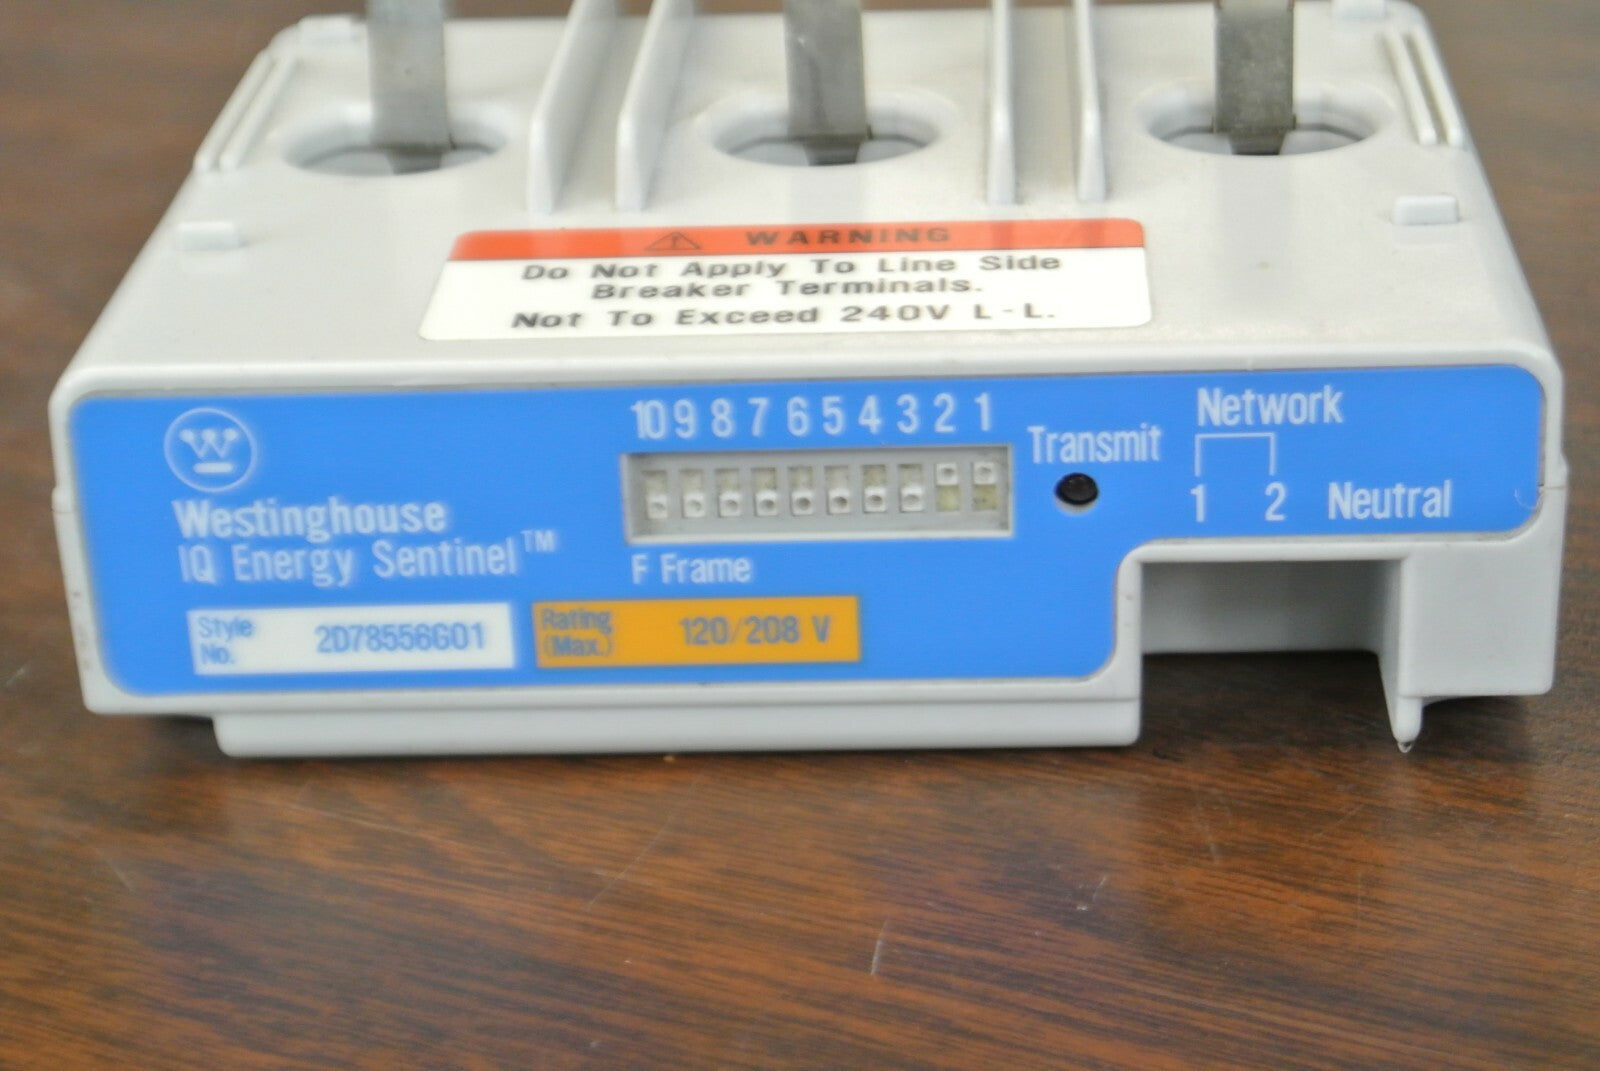 WARNING
Do Not Apply To Line Side
Breaker Terminals.
Not To Exceed 240V L-L.
10 9 8 7 6 5 4 3 2 1
Transmit
Network
1 2 Neutral
W
Westinghouse
IQ Energy Sentinel™
F Frame
Style
No.
2D78556G01
Rating
(Max.)
120/208 V